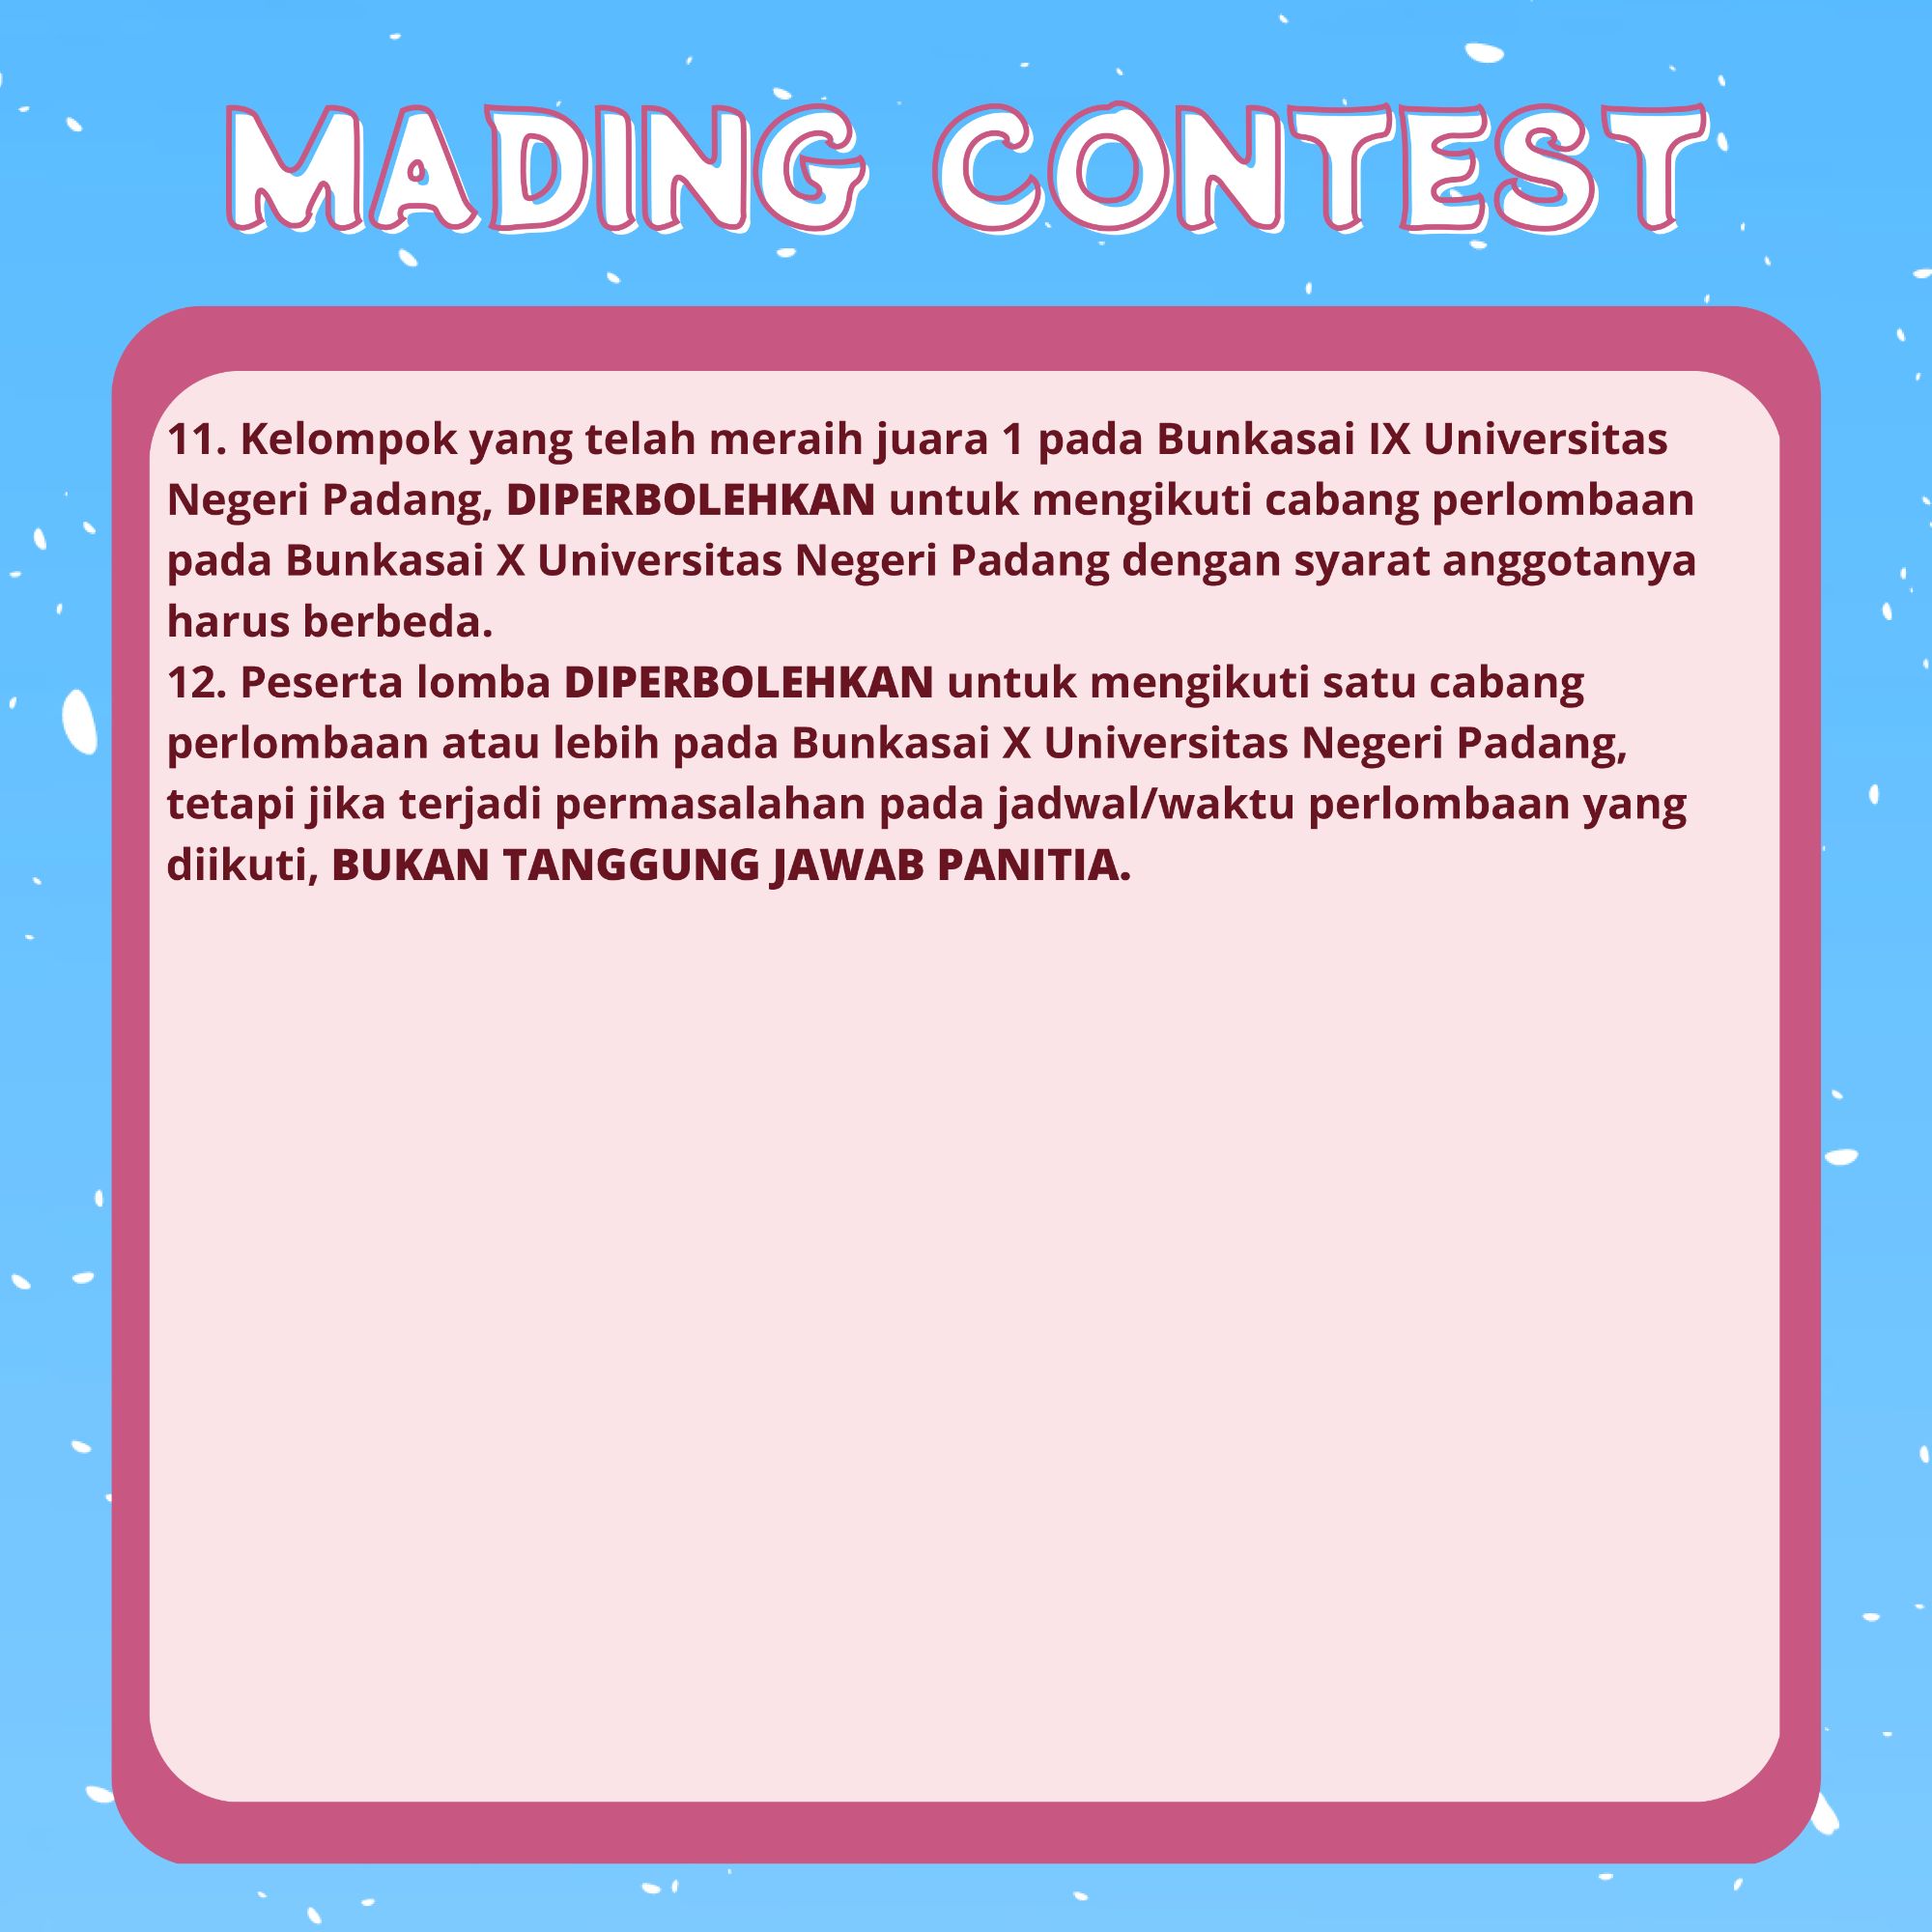 MADING CONTEST
11. Kelompok yang telah meraih juara 1 pada Bunkasai IX Universitas
Negeri Padang, DIPERBOLEHKAN untuk mengikuti cabang perlombaan
pada Bunkasai X Universitas Negeri Padang dengan syarat anggotanya
harus berbeda.
12. Peserta lomba DIPERBOLEHKAN untuk mengikuti satu cabang
perlombaan atau lebih pada Bunkasai X Universitas Negeri Padang,
tetapi jika terjadi permasalahan pada jadwal/waktu perlombaan yang
diikuti, BUKAN TANGGUNG JAWAB PANITIA.